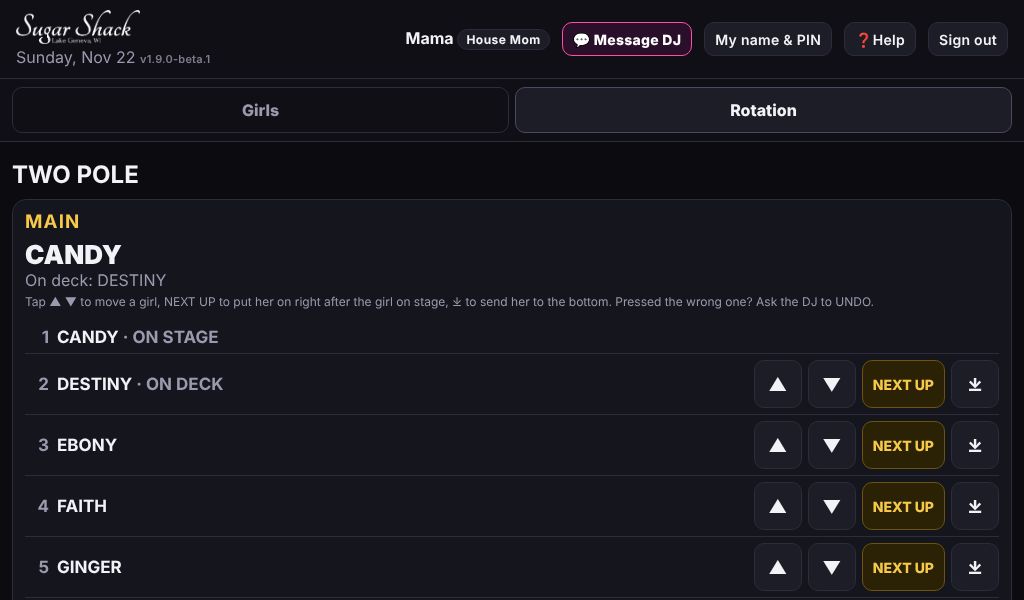 Sugar Shack
Lake Geneva, WI
Sunday, Nov 22 v1.9.0-beta.1
Mama House Mom
💬 Message DJ
My name & PIN
❓Help
Sign out
Girls
Rotation
TWO POLE
MAIN
CANDY
On deck: DESTINY
Tap ▲ ▼ to move a girl, NEXT UP to put her on right after the girl on stage, ⤓ to send her to the bottom. Pressed the wrong one? Ask the DJ to UNDO.
1 CANDY · ON STAGE
2 DESTINY · ON DECK ▲ ▼ NEXT UP ⤓
3 EBONY ▲ ▼ NEXT UP ⤓
4 FAITH ▲ ▼ NEXT UP ⤓
5 GINGER ▲ ▼ NEXT UP ⤓